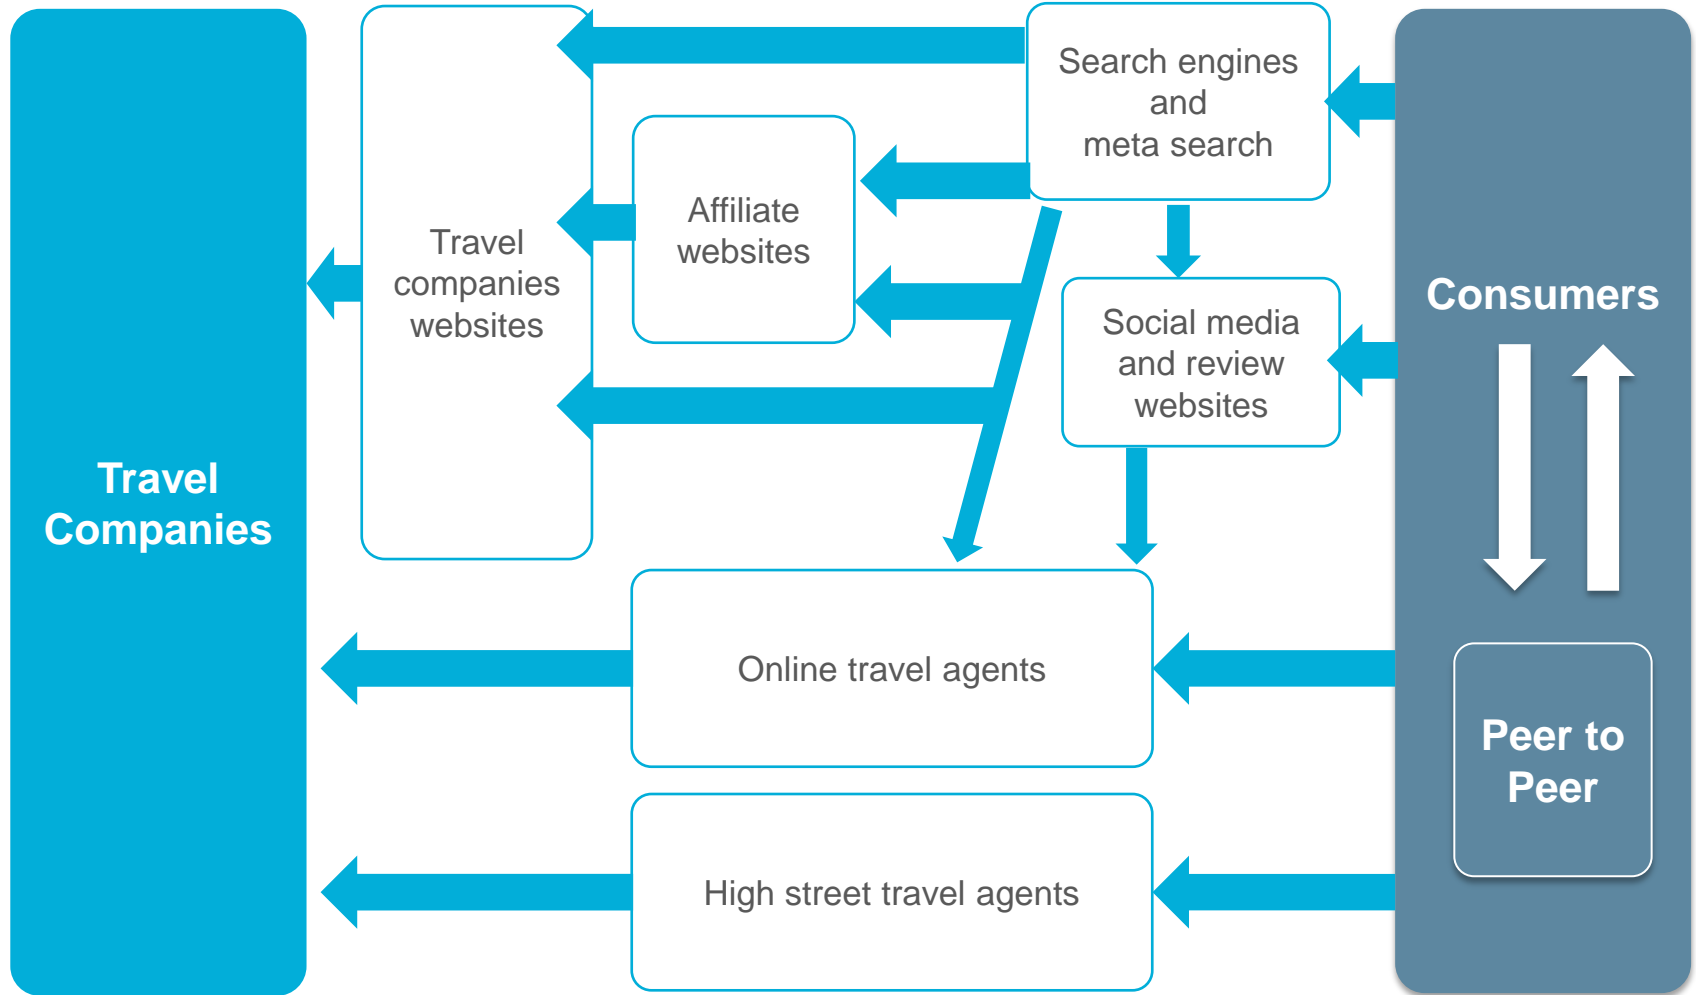 Travel
Companies
Travel
companies
websites
Affiliate
websites
Search engines
and
meta search
Social media
and review
websites
Online travel agents
High street travel agents
Consumers
Peer to
Peer